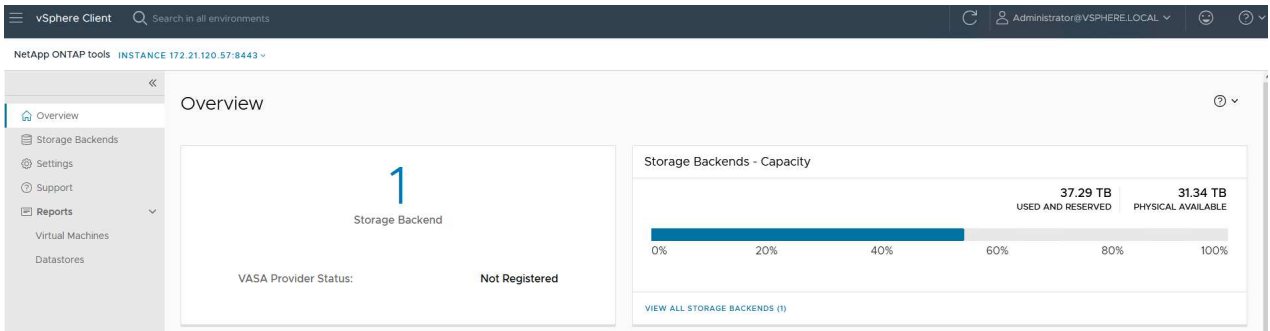 vSphere Client Search in all environments Administrator@VSPHERE.LOCAL
NetApp ONTAP tools INSTANCE 172.21.120.57:8443
Overview
Storage Backends
Settings
Support
Reports
Virtual Machines
Datastores
Overview
1
Storage Backend
VASA Provider Status: Not Registered
Storage Backends - Capacity
37.29 TB 31.34 TB
USED AND RESERVED PHYSICAL AVAILABLE
0% 20% 40% 60% 80% 100%
VIEW ALL STORAGE BACKENDS (1)